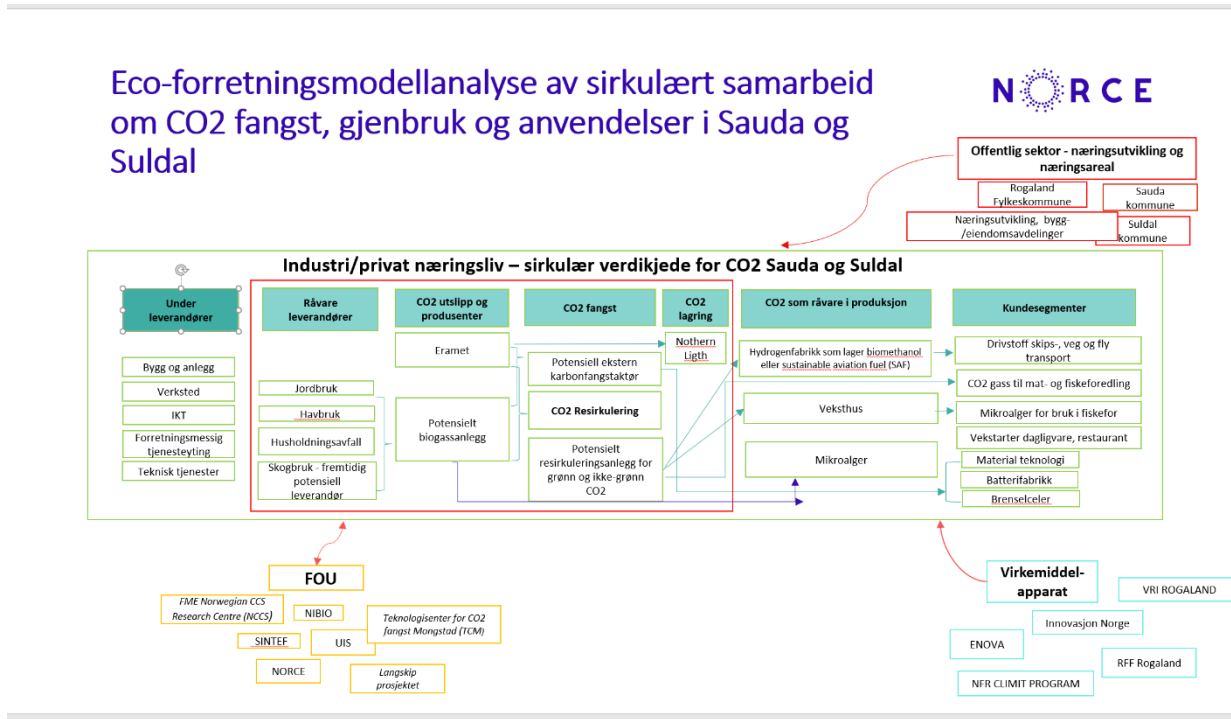 Eco-forretningsmodellanalyse av sirkulært samarbeid
om CO2 fangst, gjenbruk og anvendelser i Sauda og
Suldal
NORCE
Offentlig sektor - næringsutvikling og
næringsareal
Rogaland
Fylkeskommune
Sauda
kommune
Næringsutvikling, bygg-
/eiendomsavdelinger
Suldal
kommune
Industri/privat næringsliv – sirkulær verdikjede for CO2 Sauda og Suldal
Under
leverandører
Bygg og anlegg
Verksted
IKT
Forretningsmessig
tjenesteyting
Teknisk tjenester
Råvare
leverandører
Jordbruk
Havbruk
Husholdningsavfall
Skogbruk - fremtidig
potensiell
leverandør
CO2 utslipp og
produsenter
Eramet
Potensielt
biogassanlegg
CO2 fangst
Potensiell ekstern
karbonfangstaktør
CO2 Resirkulering
Potensielt
resirkuleringsanlegg for
grønn og ikke-grønn
CO2
CO2
lagring
Nothern
Ligth
CO2 som råvare i produksjon
Hydrogenfabrikk som lager biomethanol
eller sustainable aviation fuel (SAF)
Veksthus
Mikroalger
Kundesegmenter
Drivstoff skips-, veg og fly
transport
CO2 gass til mat- og fiskeforedling
Mikroalger for bruk i fiskefor
Vekstarter dagligvare, restaurant
Material teknologi
Batterifabrikk
Brenselceler
FOU
FME Norwegian CCS
Research Centre (NCCS)
NIBIO
Teknologisenter for CO2
fangst Mongstad (TCM)
SINTEF
UIS
NORCE
Langskip
prosjektet
Virkemiddel-
apparat
VRI ROGALAND
Innovasjon Norge
ENOVA
RFF Rogaland
NFR CLIMIT PROGRAM